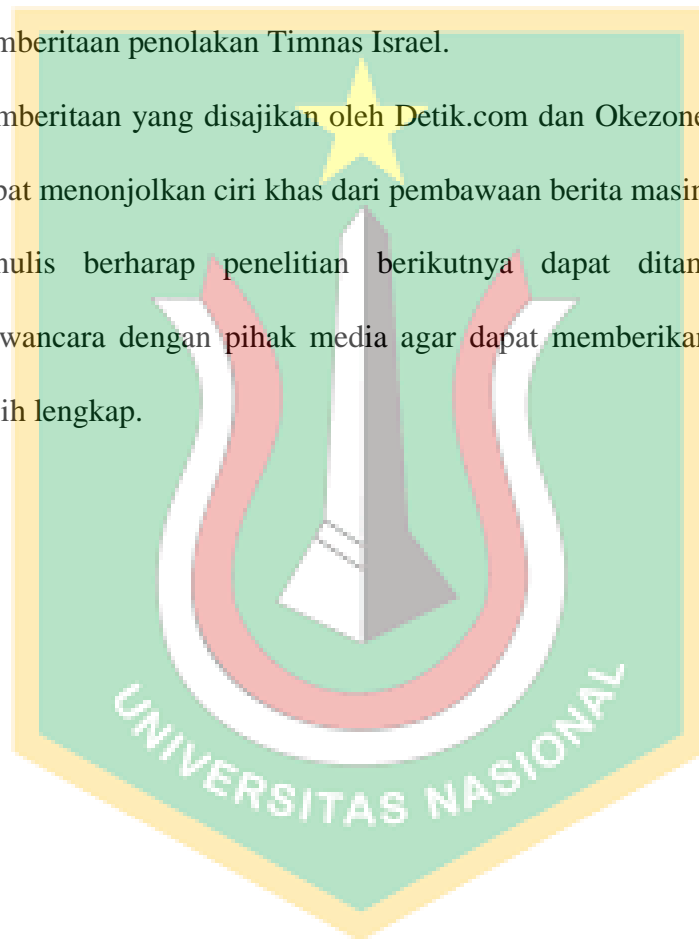 mberitaan penolakan Timnas Israel.
mberitaan yang disajikan oleh Detik.com dan Okezone
pat menonjolkan ciri khas dari pembawaan berita masin
nulis berharap penelitian berikutnya dapat ditam
wancara dengan pihak media agar dapat memberikan
ih lengkap.
UNIVERSITAS NASIONAL